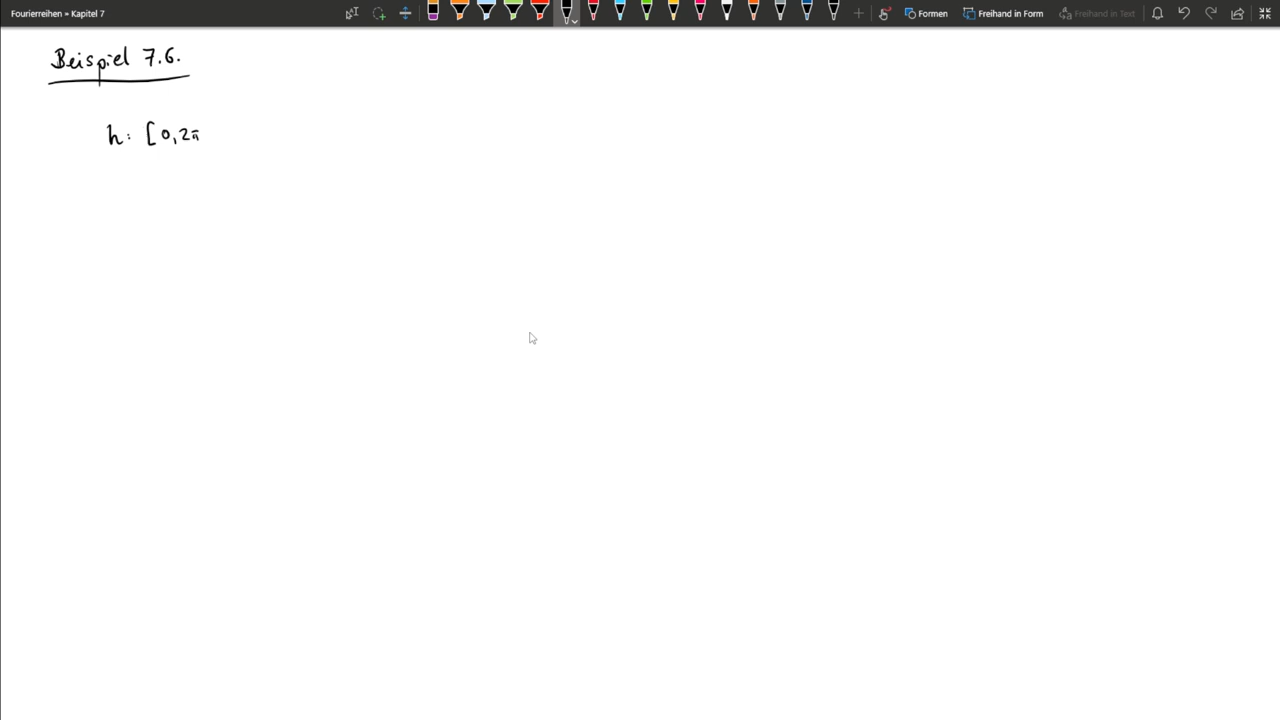 Fourierreihen » Kapitel 7
Formen
Freihand in Form
Freihand in Text
Beispiel 7.6.
h: [0,2π